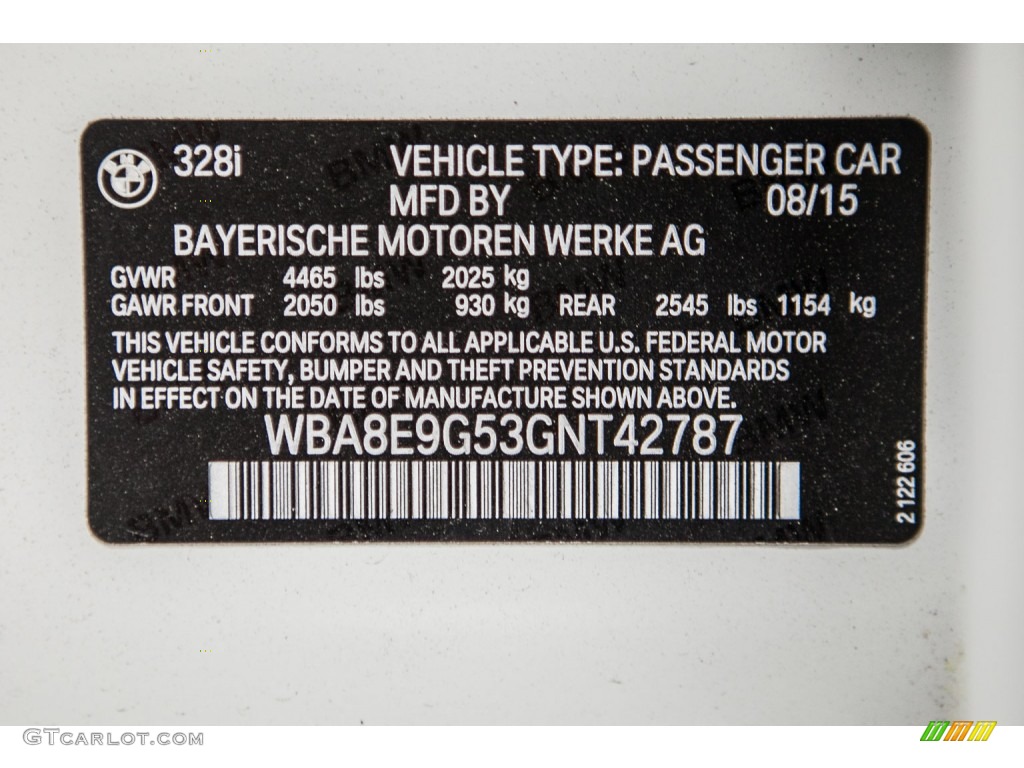 328i VEHICLE TYPE: PASSENGER CAR
MFD BY 08/15
BAYERISCHE MOTOREN WERKE AG
GVWR 4465 lbs 2025 kg
GAWR FRONT 2050 lbs 930 kg REAR 2545 lbs 1154 kg
THIS VEHICLE CONFORMS TO ALL APPLICABLE U.S. FEDERAL MOTOR
VEHICLE SAFETY, BUMPER AND THEFT PREVENTION STANDARDS
IN EFFECT ON THE DATE OF MANUFACTURE SHOWN ABOVE.
WBA8E9G53GNT42787
2 122 606
GTCARLOT.COM